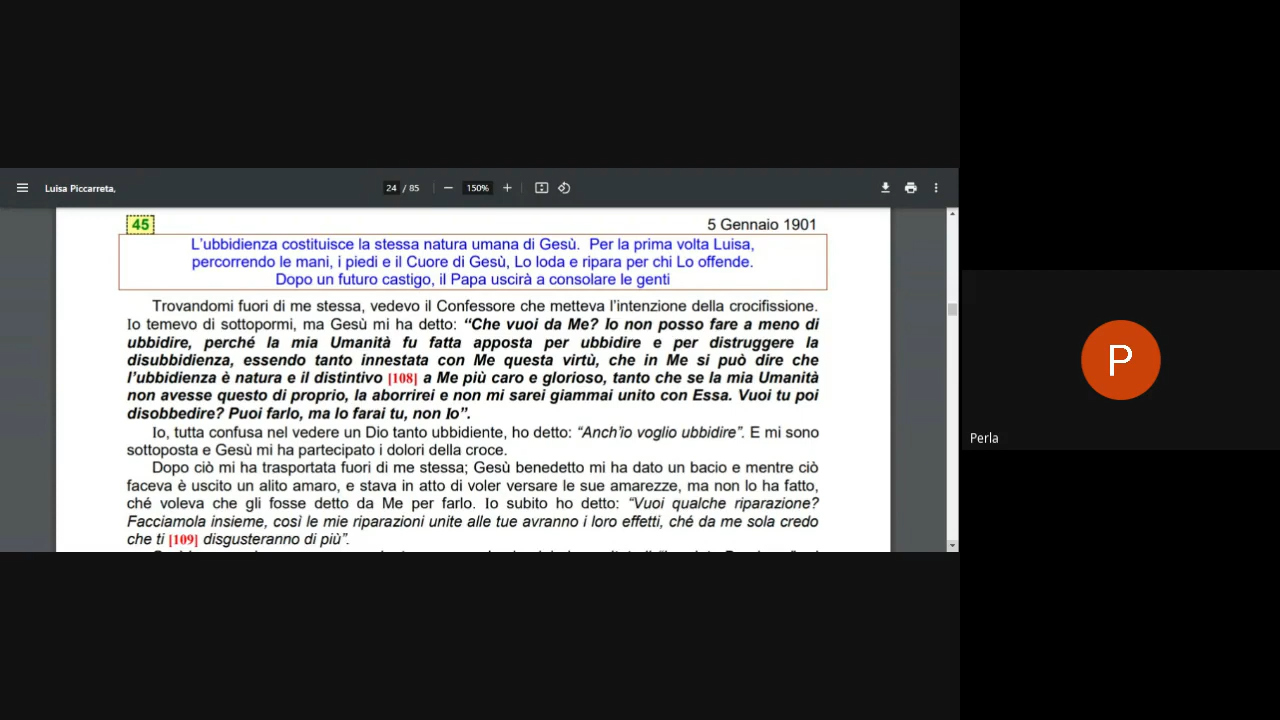 Luisa Piccarreta,
24 / 85
150%
45
5 Gennaio 1901
L'ubbidienza costituisce la stessa natura umana di Gesù. Per la prima volta Luisa,
percorrendo le mani, i piedi e il Cuore di Gesù, Lo loda e ripara per chi Lo offende.
Dopo un futuro castigo, il Papa uscirà a consolare le genti
Trovandomi fuori di me stessa, vedevo il Confessore che metteva l'intenzione della crocifissione.
Io temevo di sottopormi, ma Gesù mi ha detto: “Che vuoi da Me? Io non posso fare a meno di
ubbidire, perché la mia Umanità fu fatta apposta per ubbidire e per distruggere la
disubbidienza, essendo tanto innestata con Me questa virtù, che in Me si può dire che
l'ubbidienza è natura e il distintivo [108] a Me più caro e glorioso, tanto che se la mia Umanità
non avesse questo di proprio, la aborrirei e non mi sarei giammai unito con Essa. Vuoi tu poi
disobbedire? Puoi farlo, ma lo farai tu, non Io”.
Io, tutta confusa nel vedere un Dio tanto ubbidiente, ho detto: “Anch'io voglio ubbidire”. E mi sono
sottoposta e Gesù mi ha partecipato i dolori della croce.
Dopo ciò mi ha trasportata fuori di me stessa; Gesù benedetto mi ha dato un bacio e mentre ciò
faceva è uscito un alito amaro, e stava in atto di voler versare le sue amarezze, ma non lo ha fatto,
ché voleva che gli fosse detto da Me per farlo. Io subito ho detto: “Vuoi qualche riparazione?
Facciamola insieme, così le mie riparazioni unite alle tue avranno i loro effetti, ché da me sola credo
che ti [109] disgusteranno di più”.
P
Perla